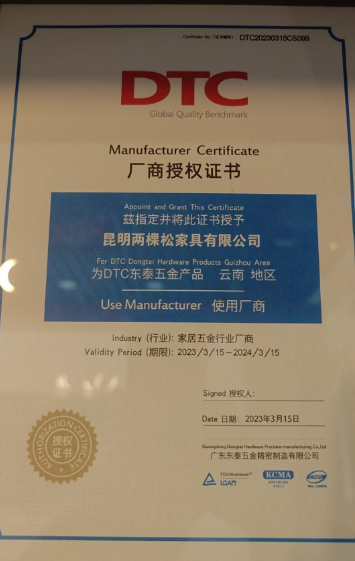 Certificate No.（证书编号）: DTC20230315CS099
DTC
Global Quality Benchmark
Manufacturer Certificate
厂商授权证书
Appoint and Grant This Certificate
兹指定并将此证书授予
昆明两棵松家具有限公司
For DTC Dongtai Hardware Products Guizhou Area
为DTC东泰五金产品 云南 地区
Use Manufacturer 使用厂商
Industry (行业): 家居五金行业厂商
Validity Period (期限): 2023/3/15-2024/3/15
Signed 授权人:
Date 日期: 2023年3月15日
Guangdong Dongtai Hardware Precision manufacturing Co.,Ltd
广东东泰五金精密制造有限公司
AUTHORIZATION CERTIFICATE
授权
证书
TÜVRheinland
LGAM
KCMA